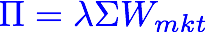 Π = λΣW_{mkt}